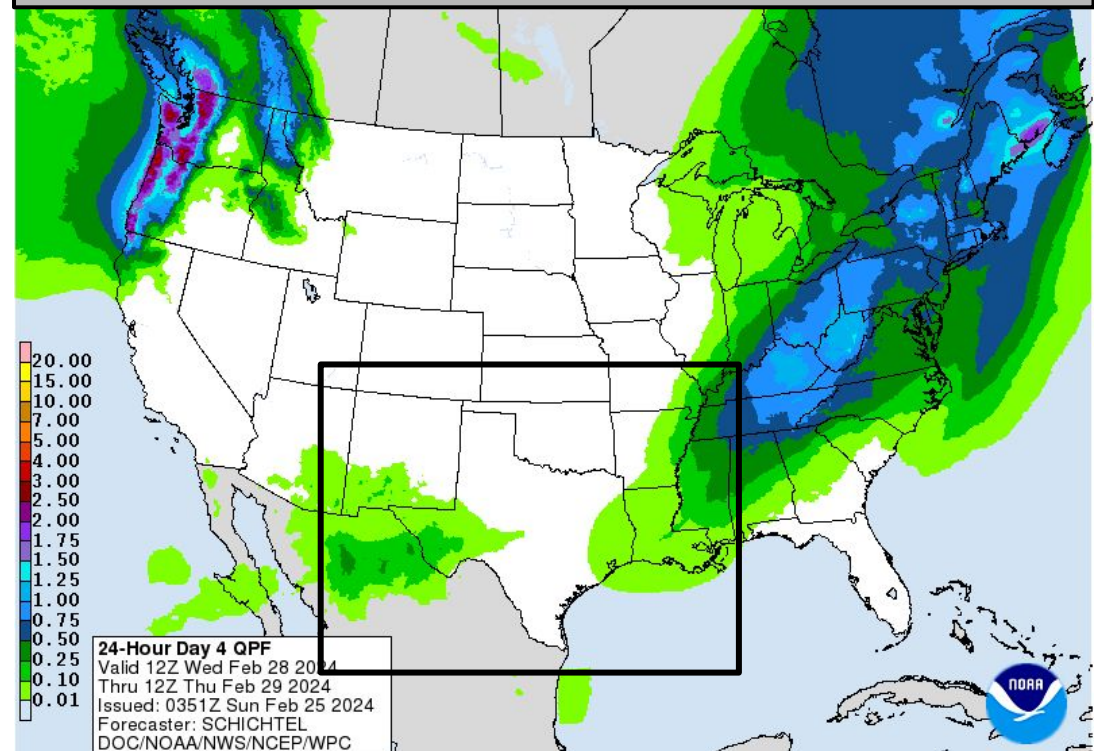 20.00
15.00
10.00
7.00
5.00
4.00
3.00
2.50
2.00
1.75
1.50
1.25
1.00
0.75
0.50
0.25
0.10
0.01
24-Hour Day 4 QPF
Valid 12Z Wed Feb 28 2024
Thru 12Z Thu Feb 29 2024
Issued: 0351Z Sun Feb 25 2024
Forecaster: SCHICHTEL
DOC/NOAA/NWS/NCEP/WPC
NOAA